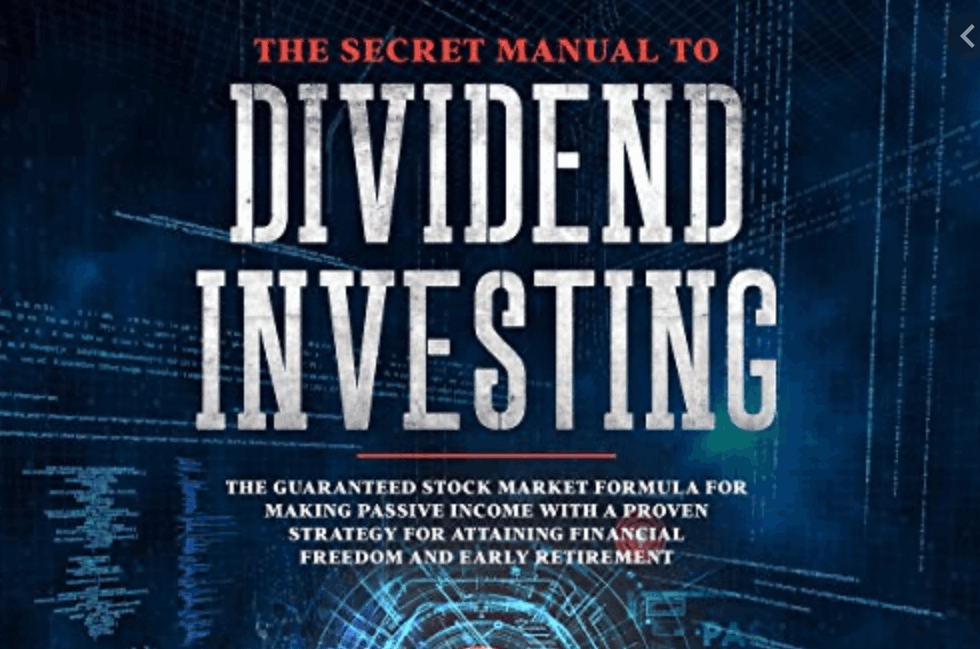 THE SECRET MANUAL TO
DIVIDEND
INVESTING
THE GUARANTEED STOCK MARKET FORMULA FOR
MAKING PASSIVE INCOME WITH A PROVEN
STRATEGY FOR ATTAINING FINANCIAL
FREEDOM AND EARLY RETIREMENT